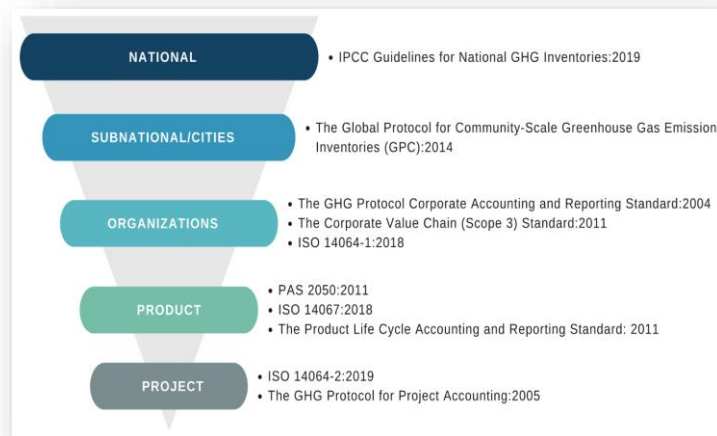 NATIONAL
• IPCC Guidelines for National GHG Inventories:2019
SUBNATIONAL/CITIES
• The Global Protocol for Community-Scale Greenhouse Gas Emission
Inventories (GPC):2014
ORGANIZATIONS
• The GHG Protocol Corporate Accounting and Reporting Standard:2004
• The Corporate Value Chain (Scope 3) Standard:2011
• ISO 14064-1:2018
PRODUCT
• PAS 2050:2011
• ISO 14067:2018
• The Product Life Cycle Accounting and Reporting Standard: 2011
PROJECT
• ISO 14064-2:2019
• The GHG Protocol for Project Accounting:2005